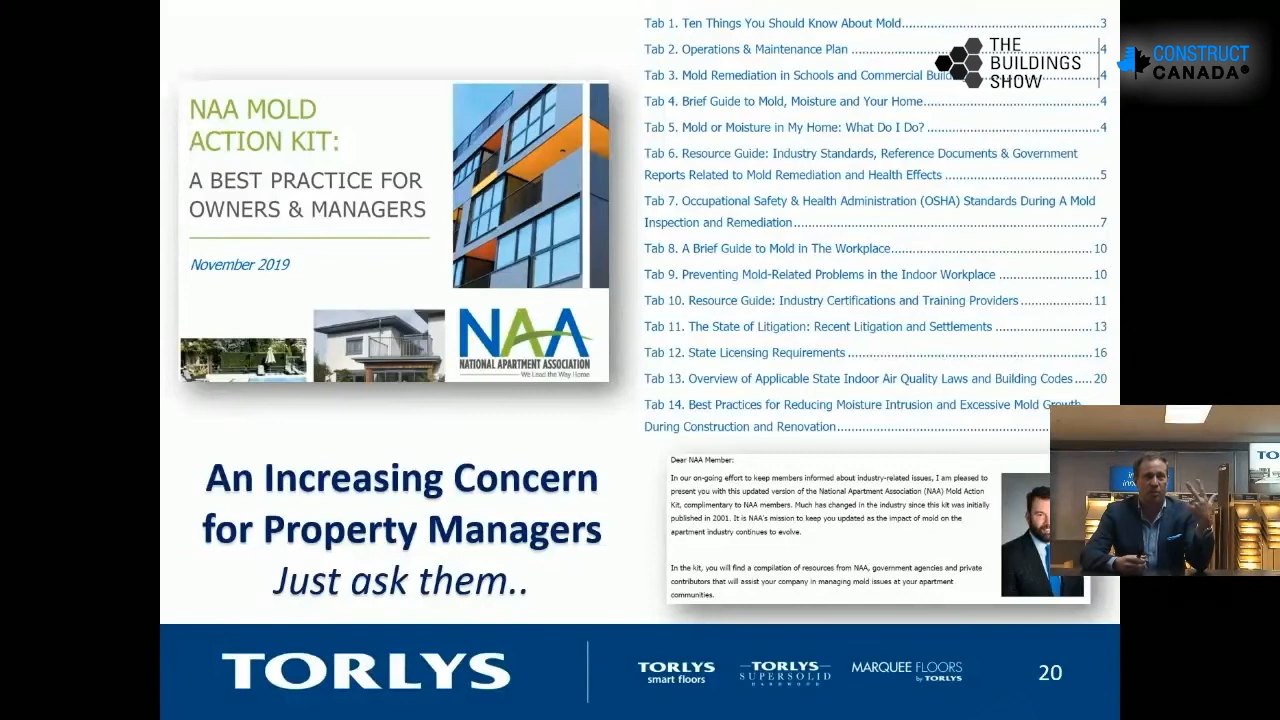 NAA MOLD
ACTION KIT:
A BEST PRACTICE FOR
OWNERS & MANAGERS
November 2019
NAA
NATIONAL APARTMENT ASSOCIATION
We Lead the Way Home
An Increasing Concern
for Property Managers
Just ask them..
Tab 1. Ten Things You Should Know About Mold 3
Tab 2. Operations & Maintenance Plan 4
Tab 3. Mold Remediation in Schools and Commercial 4
Tab 4. Brief Guide to Mold, Moisture and Your Home 4
Tab 5. Mold or Moisture in My Home: What Do I Do? 4
Tab 6. Resource Guide: Industry Standards, Reference Documents & Government
Reports Related to Mold Remediation and Health Effects 5
Tab 7. Occupational Safety & Health Administration (OSHA) Standards During A Mold
Inspection and Remediation 7
Tab 8. A Brief Guide to Mold in The Workplace 10
Tab 9. Preventing Mold-Related Problems in the Indoor Workplace 10
Tab 10. Resource Guide: Industry Certifications and Training Providers 11
Tab 11. The State of Litigation: Recent Litigation and Settlements 13
Tab 12. State Licensing Requirements 16
Tab 13. Overview of Applicable State Indoor Air Quality Laws and Building Codes 20
Tab 14. Best Practices for Reducing Moisture Intrusion and Excessive Mold Growth
During Construction and Renovation
THE
BUILDINGS
SHOW
CONSTRUCT
CANADA
Dear NAA Member:
In our on-going effort to keep members informed about industry-related issues, I am pleased to
present you with this updated version of the National Apartment Association (NAA) Mold Action
Kit, complimentary to NAA members. Much has changed in the industry since this kit was initially
published in 2001. It is NAA's mission to keep you updated as the impact of mold on the
apartment industry continues to evolve.
In the kit, you will find a compilation of resources from NAA, government agencies and private
contributors that will assist your company in managing mold issues at your apartment
communities.
TO
TORLYS
TORLYS
smart floors
TORLYS
SUPERSOLID
HARDWOOD
MARQUEE FLOORS
by TORLYS
20